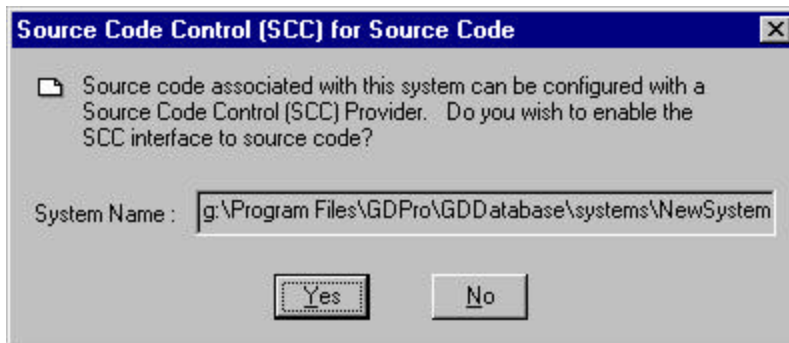 Source Code Control (SCC) for Source Code
Source code associated with this system can be configured with a
Source Code Control (SCC) Provider. Do you wish to enable the
SCC interface to source code?
System Name : g:\Program Files\GDPro\GDDatabase\systems\NewSystem
Yes No